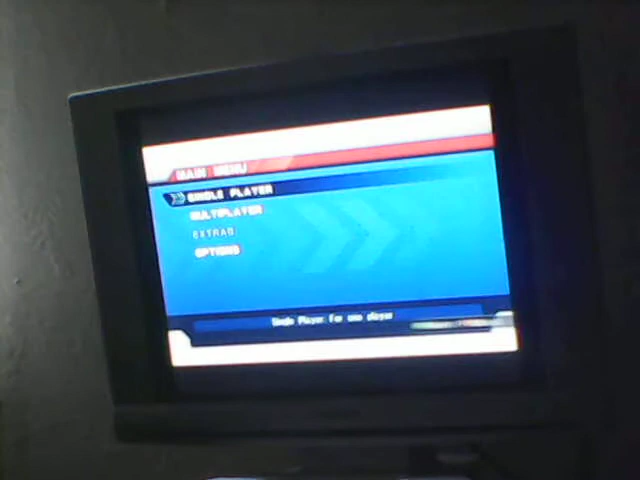 MAIN MENU
SINGLE PLAYER
MULTIPLAYER
EXTRAS
OPTIONS
Single Player for one player